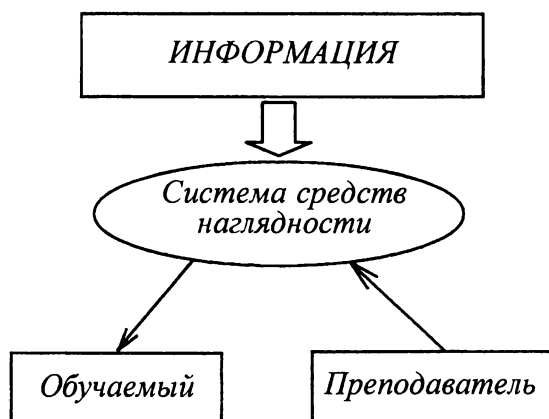 ИНФОРМАЦИЯ
Система средств
наглядности
Обучаемый
Преподаватель